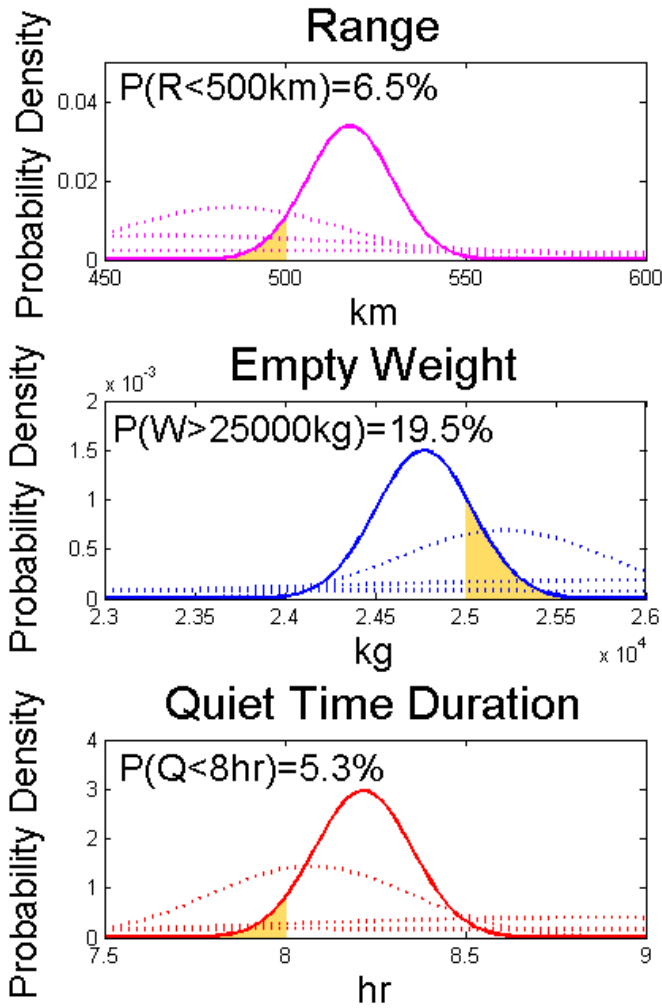 Range
Probability Density
P(R<500km)=6.5%
0.04
0.02
0
450 500 550 600
km
Empty Weight
Probability Density
x 10⁻³
P(W>25000kg)=19.5%
2
1.5
1
0.5
0
2.3 2.35 2.4 2.45 2.5 2.55 2.6
kg
x 10⁴
Quiet Time Duration
Probability Density
P(Q<8hr)=5.3%
4
3
2
1
0
7.5 8 8.5 9
hr